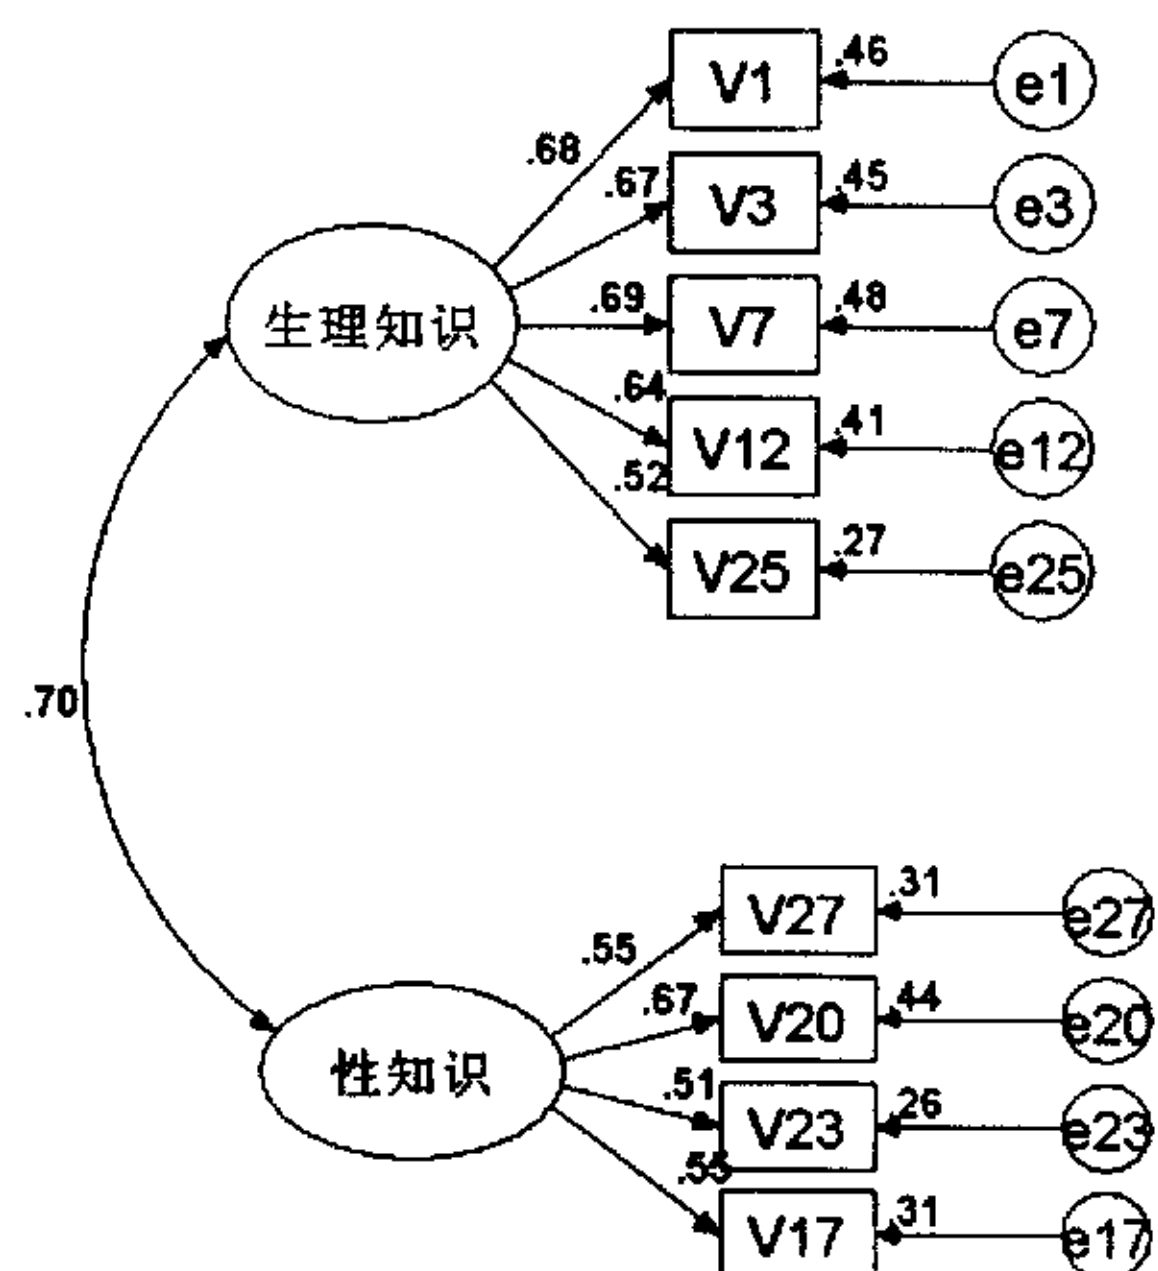 V1 .46 e1
.68
.67 V3 .45 e3
生理知识 .69 V7 .48 e7
.64 V12 .41 e12
.52 V25 .27 e25
.70
V27 .31 e27
.55
.67 V20 .44 e20
性知识 .51 V23 .26 e23
.55 V17 .31 e17